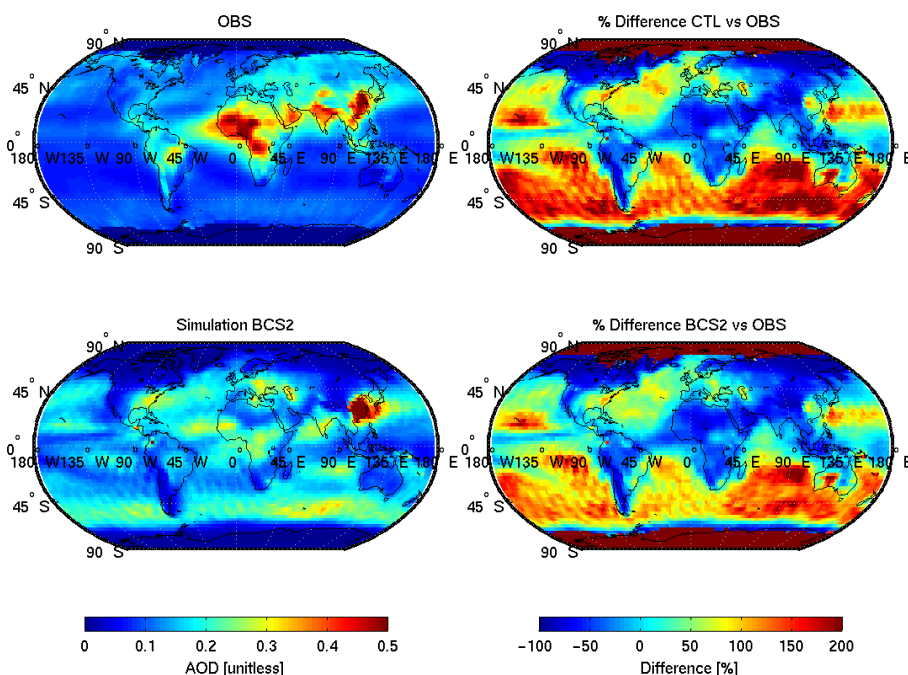 OBS
% Difference CTL vs OBS
90° N
45° N
0°
180 W135 W 90 W 45 W 0 45 E 90 E 135 E 180 E
45° S
90° S
90° N
45° N
0°
180 W135 W 90 W 45 W 0 45 E 90 E 135 E 180 E
45° S
90° S
Simulation BCS2
% Difference BCS2 vs OBS
90° N
45° N
0°
180 W135 W 90 W 45 W 0 45 E 90 E 135 E 180 E
45° S
90° S
90° N
45° N
0°
180 W135 W 90 W 45 W 0 45 E 90 E 135 E 180 E
45° S
90° S
0 0.1 0.2 0.3 0.4 0.5
AOD [unitless]
−100 −50 0 50 100 150 200
Difference [%]